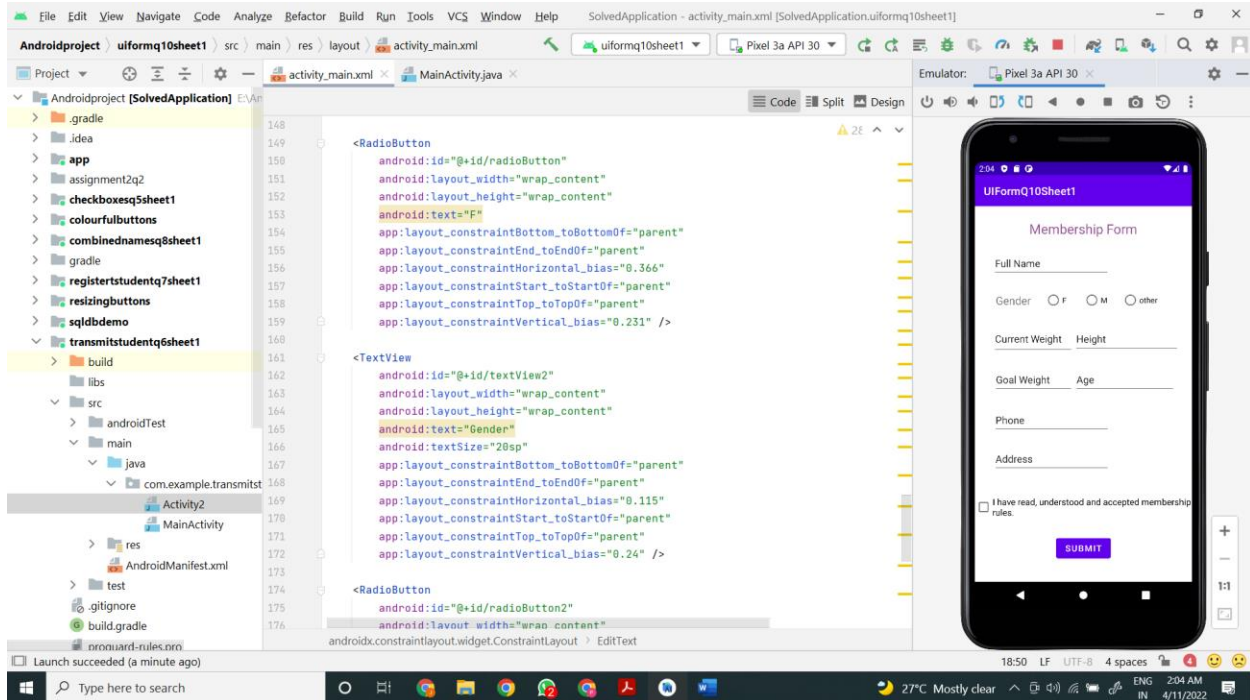 File Edit View Navigate Code Analyze Refactor Build Run Tools VCS Window Help SolvedApplication - activity_main.xml [SolvedApplication.uiformq10sheet1]
Androidproject uiformq10sheet1 src main res layout activity_main.xml uiformq10sheet1 Pixel 3a API 30
Project activity_main.xml MainActivity.java Emulator: Pixel 3a API 30
Code Split Design
Androidproject [SolvedApplication]
.gradle
.idea
app
assignment2q2
checkboxesq5sheet1
colourfulbuttons
combinednamesq8sheet1
gradle
registertstudentq7sheet1
resizingbuttons
sqldbdemo
transmitstudentq6sheet1
build
libs
src
androidTest
main
java
com.example.transmitst
Activity2
MainActivity
res
AndroidManifest.xml
test
.gitignore
build.gradle
proguard-rules.pro
148
149 <RadioButton
150 android:id="@+id/radioButton"
151 android:layout_width="wrap_content"
152 android:layout_height="wrap_content"
153 android:text="F"
154 app:layout_constraintBottom_toBottomOf="parent"
155 app:layout_constraintEnd_toEndOf="parent"
156 app:layout_constraintHorizontal_bias="0.366"
157 app:layout_constraintStart_toStartOf="parent"
158 app:layout_constraintTop_toTopOf="parent"
159 app:layout_constraintVertical_bias="0.231" />
160
161 <TextView
162 android:id="@+id/textView2"
163 android:layout_width="wrap_content"
164 android:layout_height="wrap_content"
165 android:text="Gender"
166 android:textSize="20sp"
167 app:layout_constraintBottom_toBottomOf="parent"
168 app:layout_constraintEnd_toEndOf="parent"
169 app:layout_constraintHorizontal_bias="0.115"
170 app:layout_constraintStart_toStartOf="parent"
171 app:layout_constraintTop_toTopOf="parent"
172 app:layout_constraintVertical_bias="0.24" />
173
174 <RadioButton
175 android:id="@+id/radioButton2"
176 android:layout_width="wrap_content"
androidx.constraintlayout.widget.ConstraintLayout EditText
2:04
UIFormQ10Sheet1
Membership Form
Full Name
Gender F M other
Current Weight Height
Goal Weight Age
Phone
Address
I have read, understood and accepted membership
rules.
SUBMIT
1:1
Launch succeeded (a minute ago) 18:50 LF UTF-8 4 spaces 4
Type here to search 27°C Mostly clear ENG IN 2:04 AM 4/11/2022